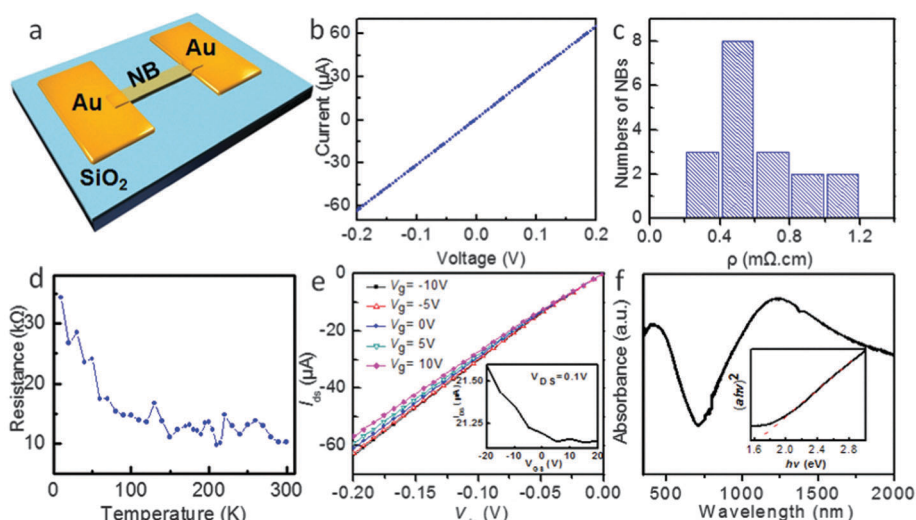 a
Au
NB
Au
SiO2
b
60
30
0
-30
-60
Current (µA)
-0.2
-0.1
0.0
0.1
0.2
Voltage (V)
c
8
6
4
2
0
Numbers of NBs
0.0
0.4
0.8
1.2
ρ (mΩ.cm)
d
30
20
10
Resistance (kΩ)
0
100
200
300
Temperature (K)
e
0
-20
-40
-60
Ids (µA)
Vg= -10V
Vg= -5V
Vg= 0V
Vg= 5V
Vg= 10V
VDS=0.1V
21.50
21.25
-20
-10
0
10
20
VGS (V)
-0.20
-0.15
-0.10
-0.05
0.00
(V)
f
Absorbance (a.u.)
(ahv)2
1.6
2.0
2.4
2.8
hv (eV)
500
1000
1500
2000
Wavelength (nm)